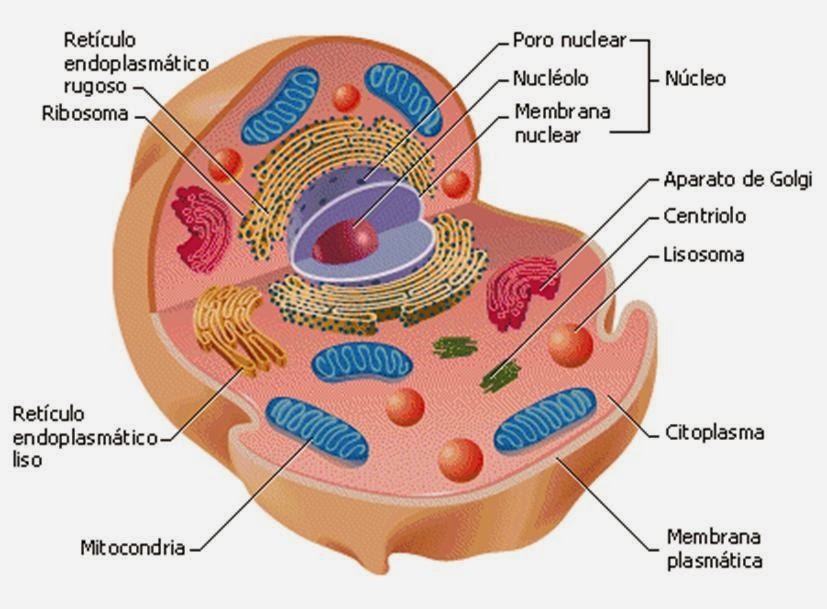 Retículo
endoplasmático
rugoso
Ribosoma
Poro nuclear
Nucléolo
Membrana
nuclear
Núcleo
Aparato de Golgi
Centriolo
Lisosoma
Retículo
endoplasmático
liso
Mitocondria
Citoplasma
Membrana
plasmática